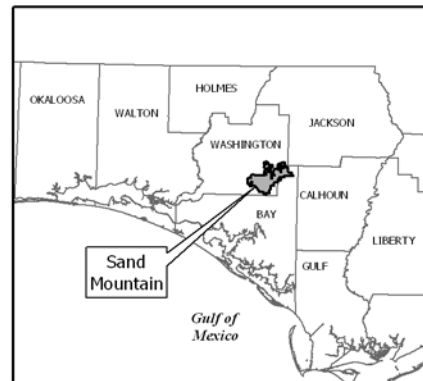 HOLMES
OKALOOSA
WALTON
JACKSON
WASHINGTON
CALHOUN
BAY
LIBERTY
Sand
Mountain
GULF
Gulf of
Mexico